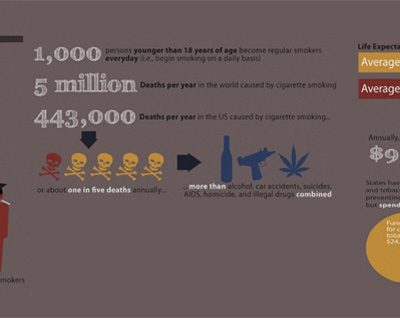 1,000 persons younger than 18 years of age become regular smokers
everyday (i.e., begin smoking on a daily basis)
5 million Deaths per year in the world caused by cigarette smoking
443,000 Deaths per year in the US caused by cigarette smoking...
or about one in five deaths annually...
...more than alcohol, car accidents, suicides,
AIDS, homicide, and illegal drugs combined
mokers
Life Expecta
Average
Average
Annually,
$9
States hav
and tobacc
preventin
but spend
Fund
for c
toba
$24.